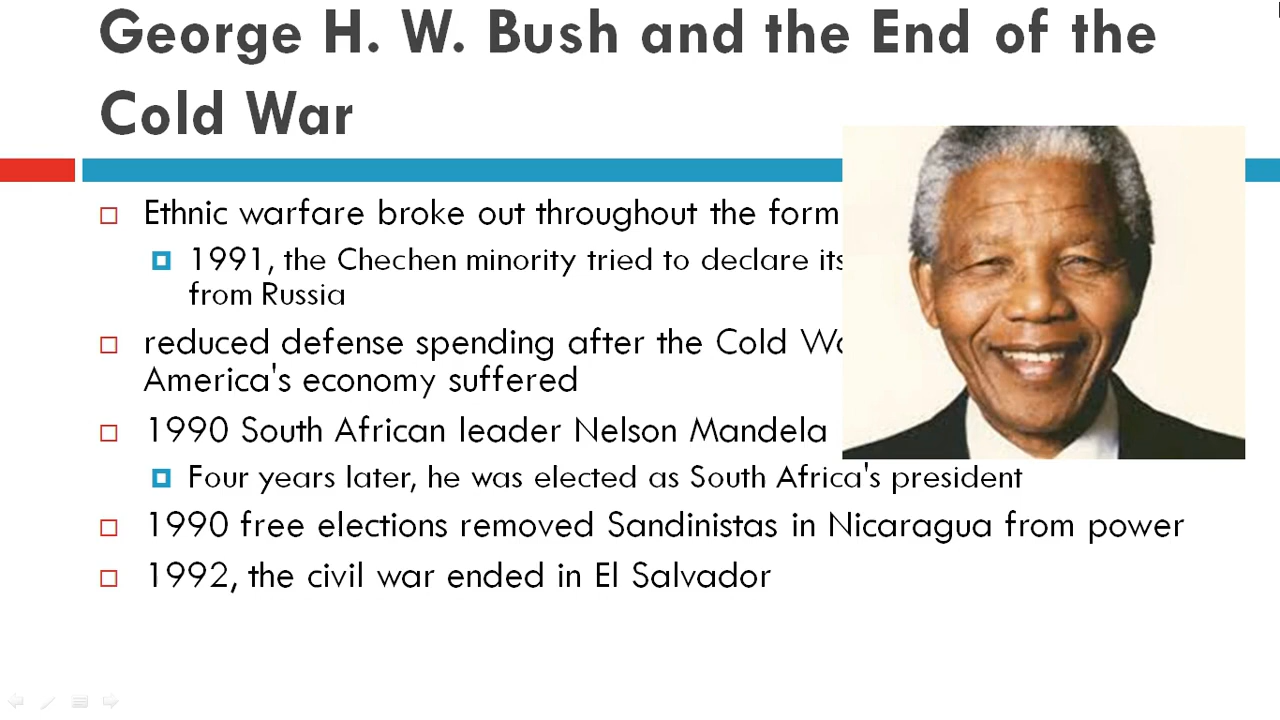 George H. W. Bush and the End of the
Cold War
Ethnic warfare broke out throughout the form
1991, the Chechen minority tried to declare its
from Russia
reduced defense spending after the Cold
America's economy suffered
1990 South African leader Nelson Mandela
Four years later, he was elected as South Africa's president
1990 free elections removed Sandinistas in Nicaragua from power
1992, the civil war ended in El Salvador